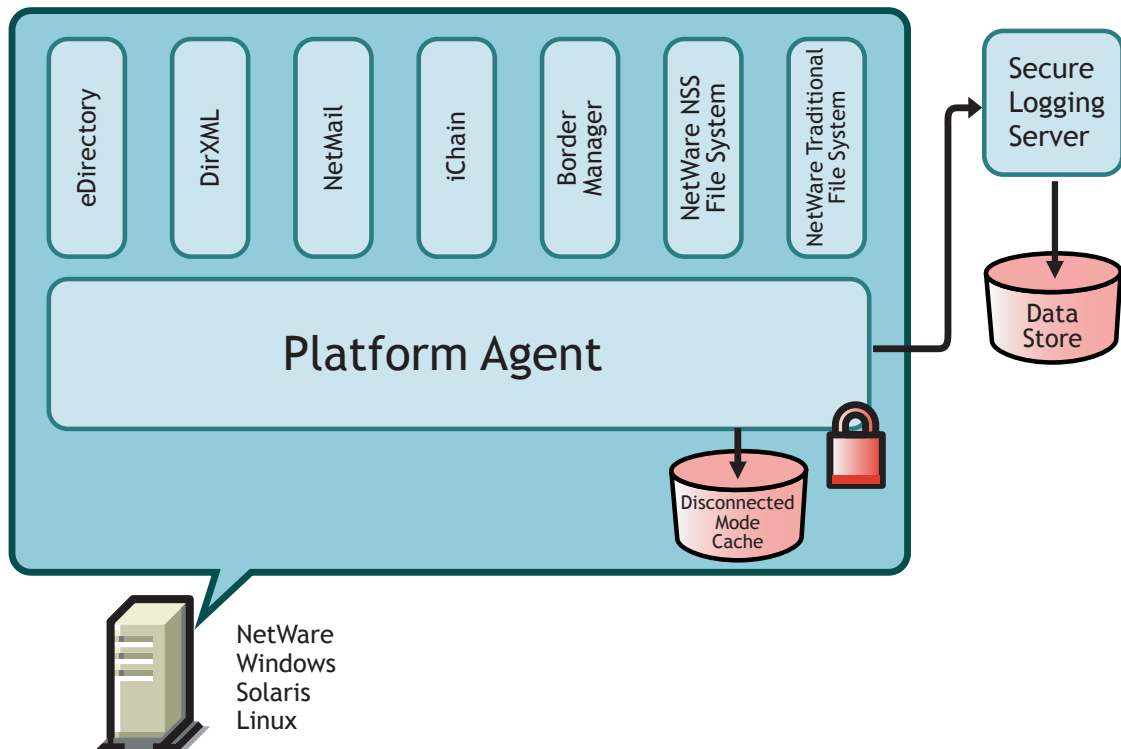 eDirectory
DirXML
NetMail
iChain
Border
Manager
NetWare NSS
File System
NetWare Traditional
File System
Secure
Logging
Server
Platform Agent
Data
Store
Disconnected
Mode
Cache
NetWare
Windows
Solaris
Linux